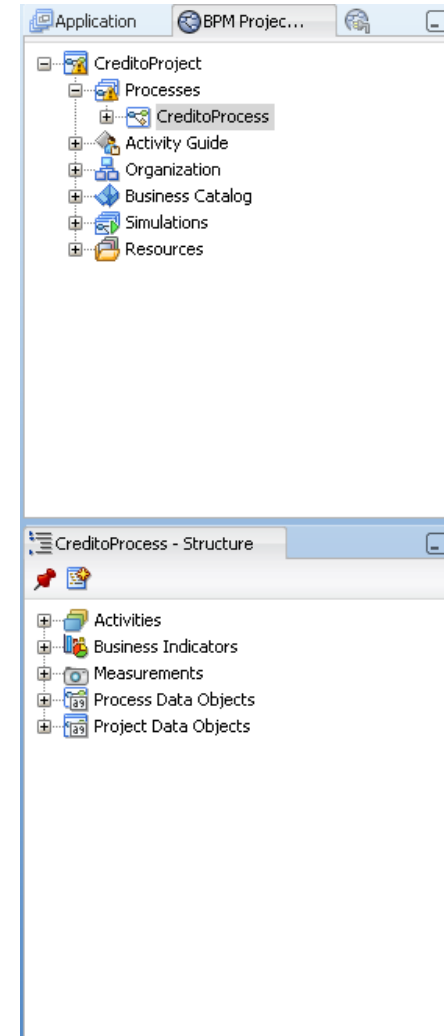 Application BPM Projec...
CreditoProject
Processes
CreditoProcess
Activity Guide
Organization
Business Catalog
Simulations
Resources
CreditoProcess - Structure
Activities
Business Indicators
Measurements
Process Data Objects
Project Data Objects